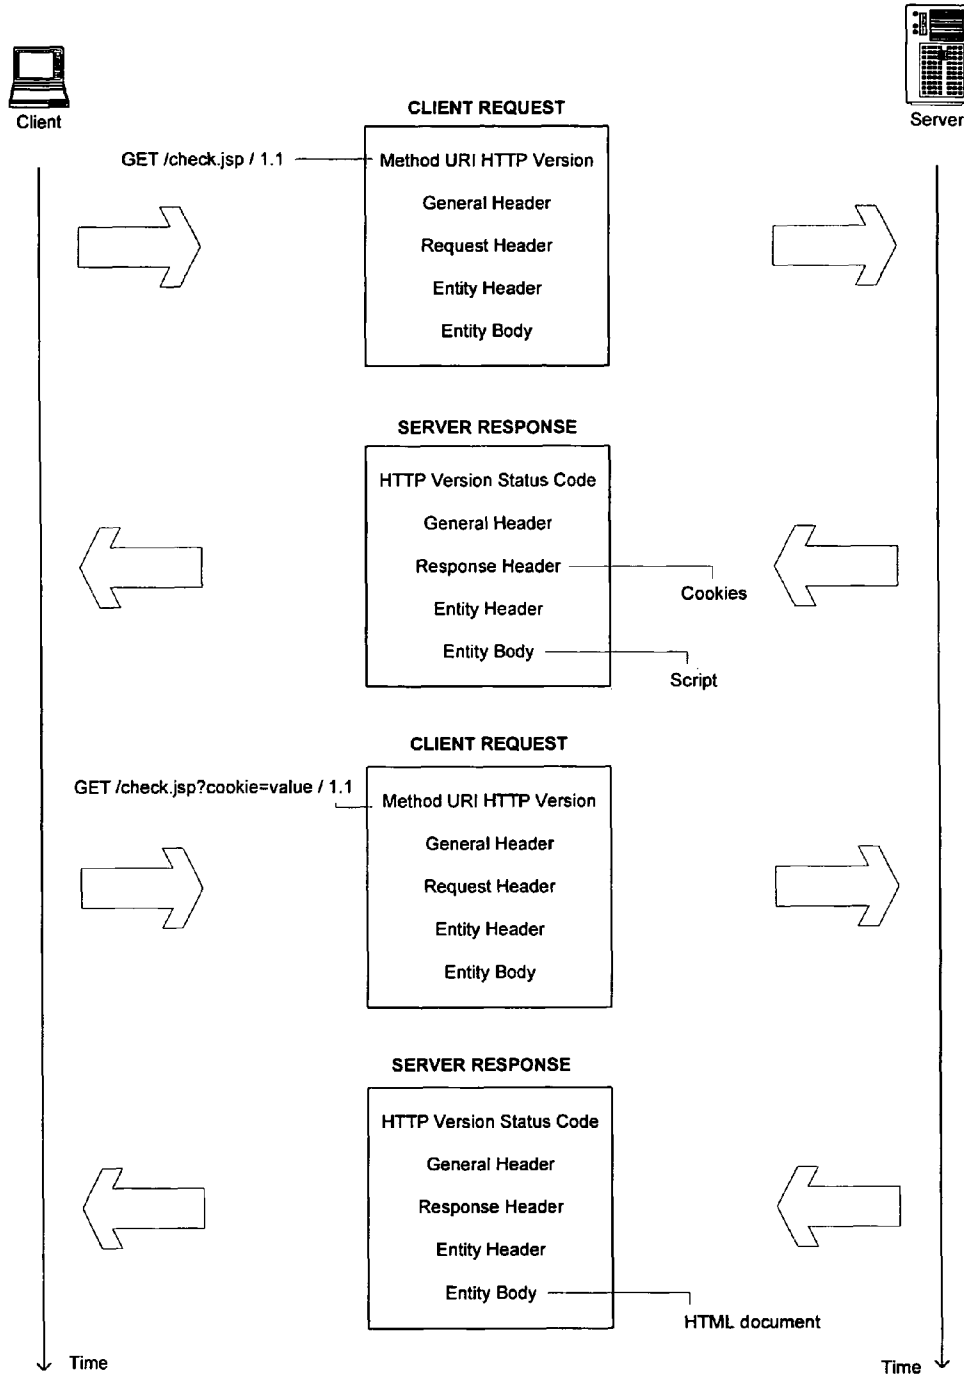 Client
Server
CLIENT REQUEST
GET /check.jsp / 1.1
Method URI HTTP Version
General Header
Request Header
Entity Header
Entity Body
SERVER RESPONSE
HTTP Version Status Code
General Header
Response Header
Cookies
Entity Header
Entity Body
Script
CLIENT REQUEST
GET /check.jsp?cookie=value / 1.1
Method URI HTTP Version
General Header
Request Header
Entity Header
Entity Body
SERVER RESPONSE
HTTP Version Status Code
General Header
Response Header
Entity Header
Entity Body
HTML document
Time
Time